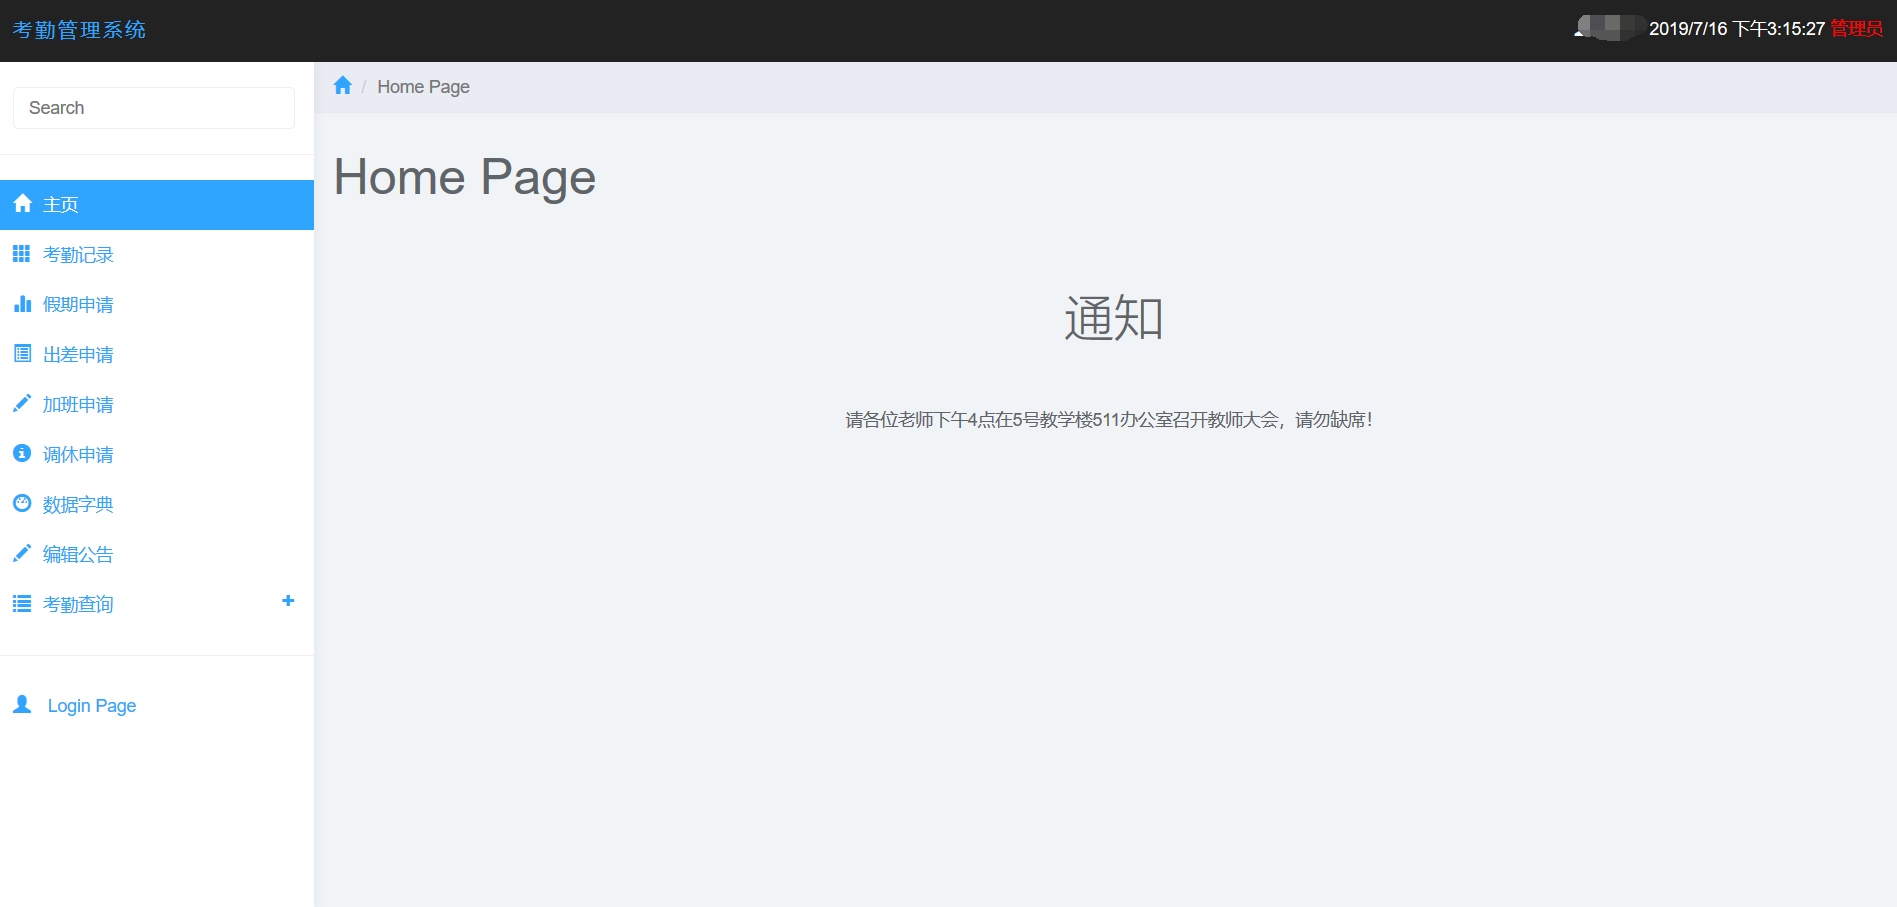 考勤管理系统
2019/7/16 下午3:15:27 管理员
Search
/ Home Page
Home Page
主页
考勤记录
假期申请
出差申请
加班申请
调休申请
数据字典
编辑公告
考勤查询
Login Page
通知
请各位老师下午4点在5号教学楼511办公室召开教师大会，请勿缺席！